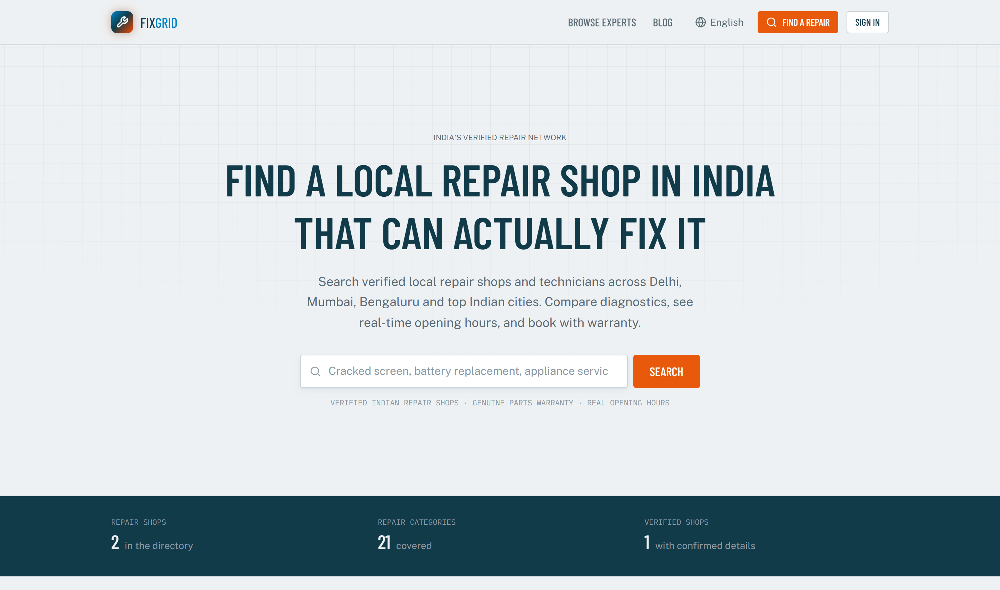 FIXGRID
BROWSE EXPERTS
BLOG
English
FIND A REPAIR
SIGN IN
INDIA'S VERIFIED REPAIR NETWORK
FIND A LOCAL REPAIR SHOP IN INDIA
THAT CAN ACTUALLY FIX IT
Search verified local repair shops and technicians across Delhi,
Mumbai, Bengaluru and top Indian cities. Compare diagnostics, see
real-time opening hours, and book with warranty.
Cracked screen, battery replacement, appliance servic
SEARCH
VERIFIED INDIAN REPAIR SHOPS · GENUINE PARTS WARRANTY · REAL OPENING HOURS
REPAIR SHOPS
2 in the directory
REPAIR CATEGORIES
21 covered
VERIFIED SHOPS
1 with confirmed details